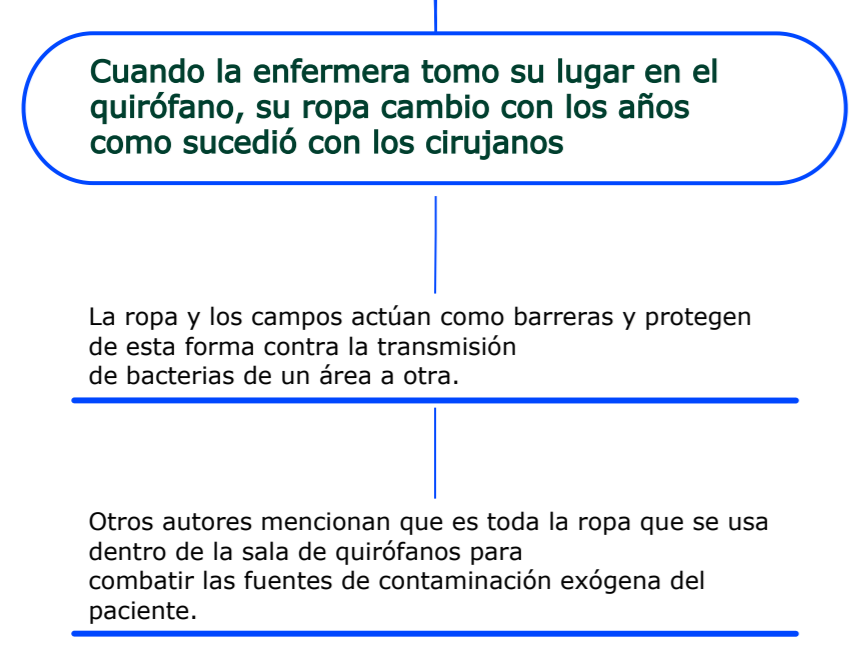 Cuando la enfermera tomo su lugar en el
quirófano, su ropa cambio con los años
como sucedió con los cirujanos
La ropa y los campos actúan como barreras y protegen
de esta forma contra la transmisión
de bacterias de un área a otra.
Otros autores mencionan que es toda la ropa que se usa
dentro de la sala de quirófanos para
combatir las fuentes de contaminación exógena del
paciente.